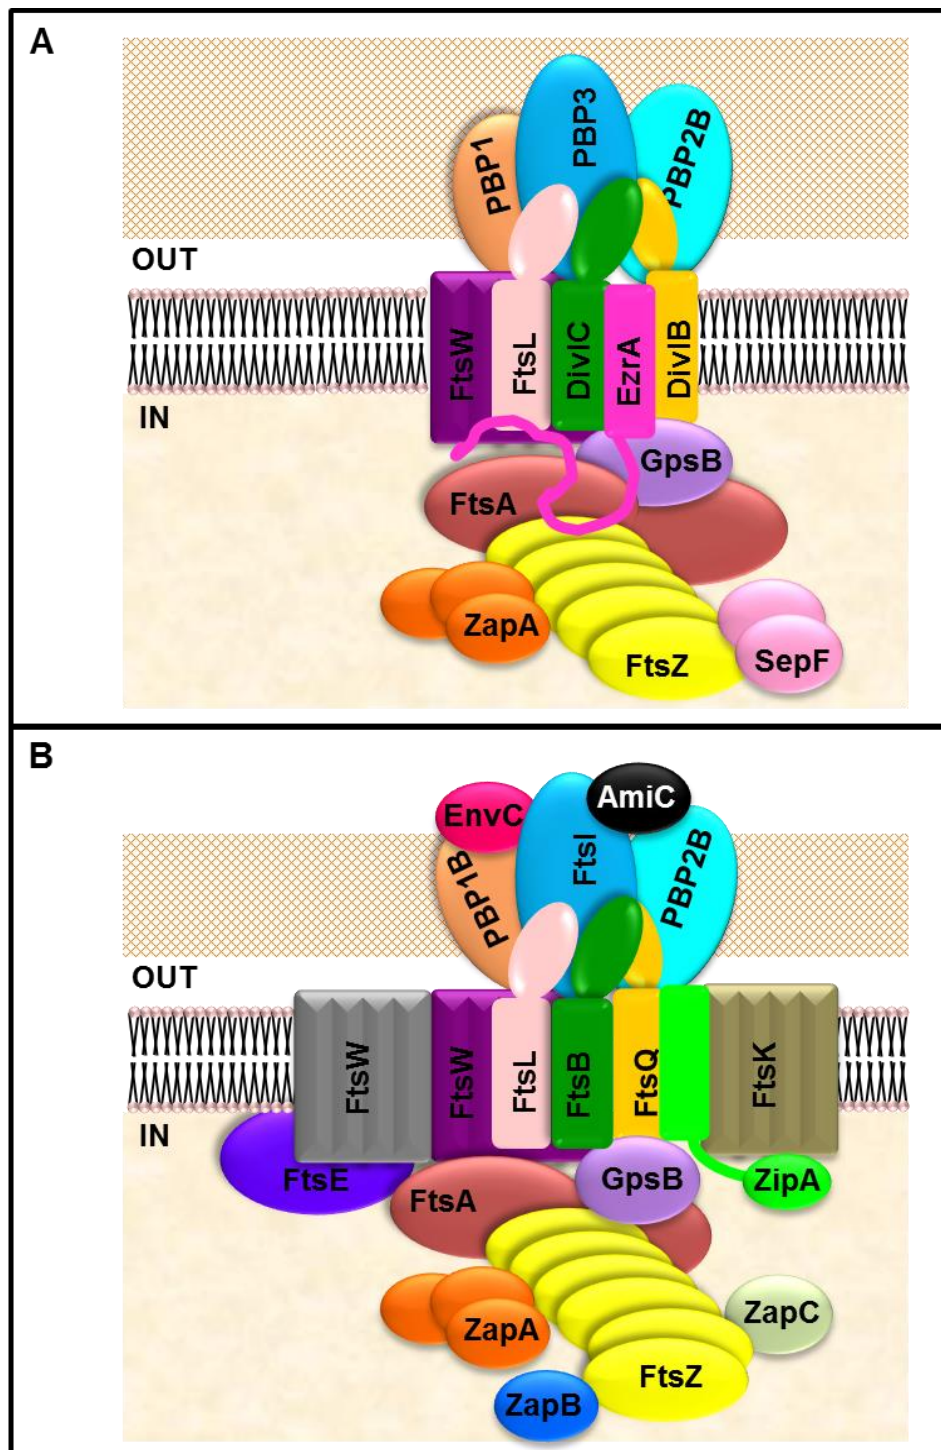 A
PBP1
PBP3
PBP2B
OUT
FtsW
FtsL
DivIC
EzrA
DivIB
IN
GpsB
FtsA
ZapA
FtsZ
SepF
B
EnvC
AmiC
PBP1B
FtsI
PBP2B
OUT
FtsW
FtsW
FtsL
FtsB
FtsQ
FtsK
IN
FtsE
FtsA
GpsB
ZipA
ZapA
ZapC
FtsZ
ZapB